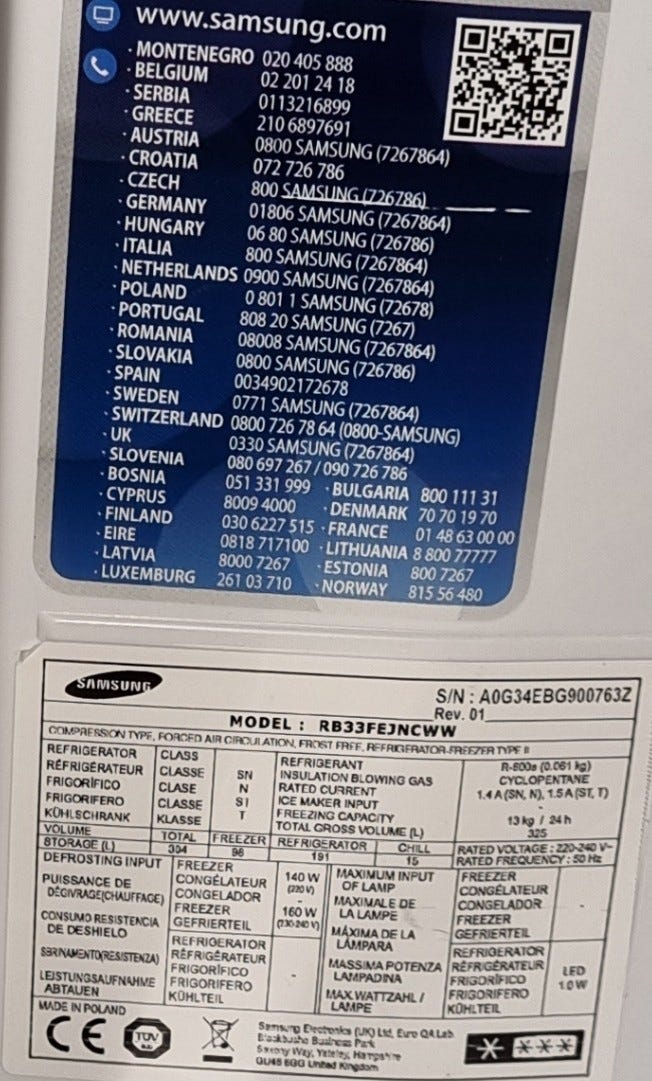 www.samsung.com
· MONTENEGRO 020 405 888
· BELGIUM 02 201 24 18
· SERBIA 0113216899
· GREECE 210 6897691
· AUSTRIA 0800 SAMSUNG (7267864)
· CROATIA 072 726 786
· CZECH 800 SAMSUNG (726786)
· GERMANY 01806 SAMSUNG (7267864)
· HUNGARY 06 80 SAMSUNG (726786)
· ITALIA 800 SAMSUNG (7267864)
· NETHERLANDS 0900 SAMSUNG (7267864)
· POLAND 0 801 1 SAMSUNG (72678)
· PORTUGAL 808 20 SAMSUNG (7267)
· ROMANIA 08008 SAMSUNG (7267864)
· SLOVAKIA 0800 SAMSUNG (726786)
· SPAIN 0034902172678
· SWEDEN 0771 SAMSUNG (7267864)
· SWITZERLAND 0800 726 78 64 (0800-SAMSUNG)
· UK 0330 SAMSUNG (7267864)
· SLOVENIA 080 697 267 / 090 726 786
· BOSNIA 051 331 999 · BULGARIA 800 111 31
· CYPRUS 8009 4000 · DENMARK 70 70 19 70
· FINLAND 030 6227 515 · FRANCE 01 48 63 00 00
· EIRE 0818 717100 · LITHUANIA 8 800 77777
· LATVIA 8000 7267 · ESTONIA 800 7267
· LUXEMBURG 261 03 710 · NORWAY 815 56 480
SAMSUNG
S/N : A0G34EBG900763Z
Rev. 01
MODEL : RB33FEJNCWW
COMPRESSION TYPE, FORCED AIR CIRCULATION, FROST FREE, REFRIGERATOR-FREEZER TYPE II
REFRIGERATOR CLASS REFRIGERANT R-600a (0.061 kg)
RÉFRIGÉRATEUR CLASSE SN INSULATION BLOWING GAS CYCLOPENTANE
FRIGORÍFICO CLASE N RATED CURRENT 1.4 A (SN, N), 1.5 A (ST, T)
FRIGORIFERO CLASSE ST ICE MAKER INPUT -
KÜHLSCHRANK KLASSE T FREEZING CAPACITY 13 kg / 24 h
TOTAL GROSS VOLUME (L) 325
VOLUME TOTAL FREEZER REFRIGERATOR CHILL RATED VOLTAGE : 220-240 V~
STORAGE (L) 304 98 191 15 RATED FREQUENCY : 50 Hz
DEFROSTING INPUT FREEZER 140 W MAXIMUM INPUT FREEZER
PUISSANCE DE CONGÉLATEUR (220 V) OF LAMP CONGÉLATEUR
DÉGIVRAGE(CHAUFFAGE) CONGELADOR - MAXIMALE DE CONGELADOR
CONSUMO RESISTENCIA FREEZER 160 W LA LAMPE FREEZER
DE DESHIELO GEFRIERTEIL (230-240 V) MÁXIMA DE LA GEFRIERTEIL
SBRINAMENTO(RESISTENZA) REFRIGERATOR LÁMPARA REFRIGERATOR
RÉFRIGÉRATEUR MASSIMA POTENZA RÉFRIGÉRATEUR LED
LEISTUNGSAUFNAHME FRIGORÍFICO - LAMPADINA FRIGORÍFICO 1.0 W
ABTAUEN FRIGORIFERO MAX.WATTZAHL / FRIGORIFERO
KÜHLTEIL LAMPE KÜHLTEIL
MADE IN POLAND
CE TÜV
Samsung Electronics (UK) Ltd, Euro QA Lab.
Blackbushe Business Park
Saxony Way, Yateley, Hampshire
GU46 6GG United Kingdom